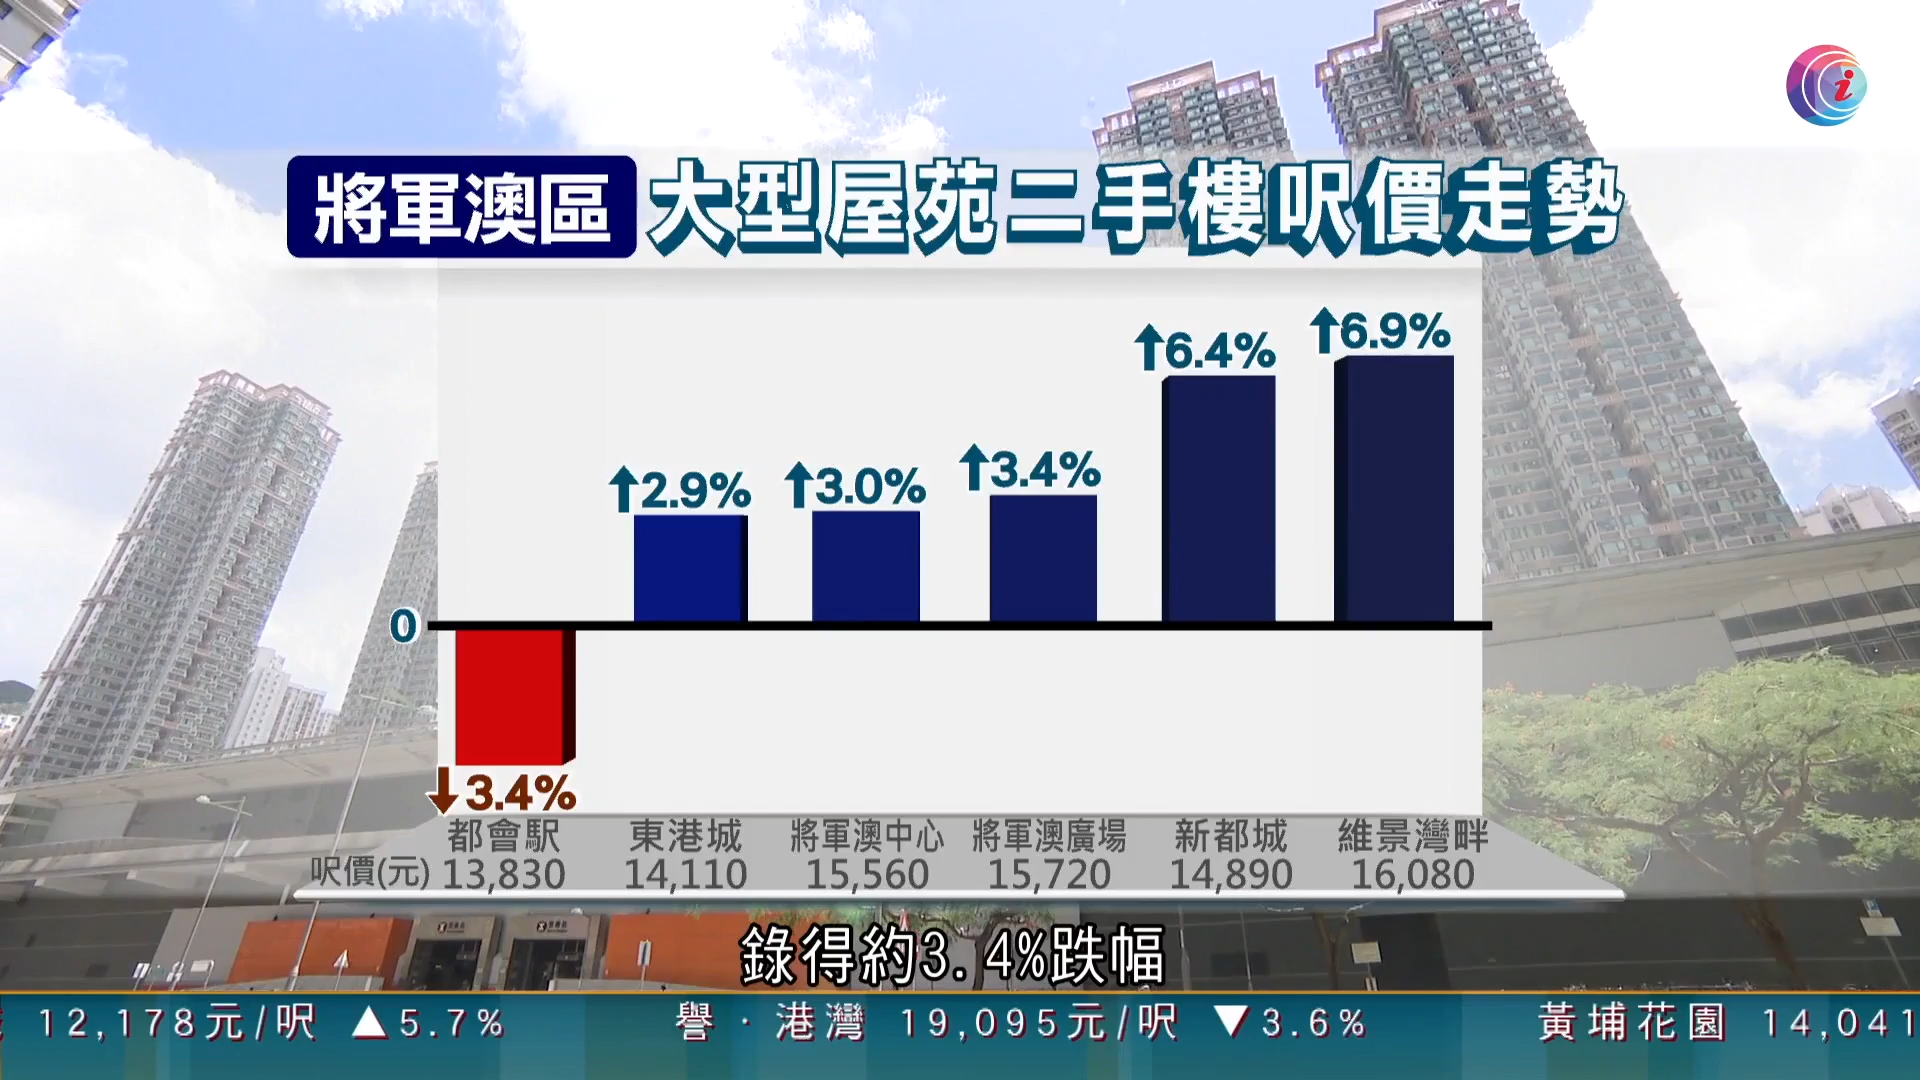 將軍澳區 大型屋苑二手樓呎價走勢
↑6.9%
↑6.4%
↑3.4%
↑3.0%
↑2.9%
0
↓3.4%
都會駅 東港城 將軍澳中心 將軍澳廣場 新都城 維景灣畔
呎價(元) 13,830 14,110 15,560 15,720 14,890 16,080
錄得約3.4%跌幅
12,178元/呎 ▲5.7% 譽·港灣 19,095元/呎 ▼3.6% 黃埔花園 14,041